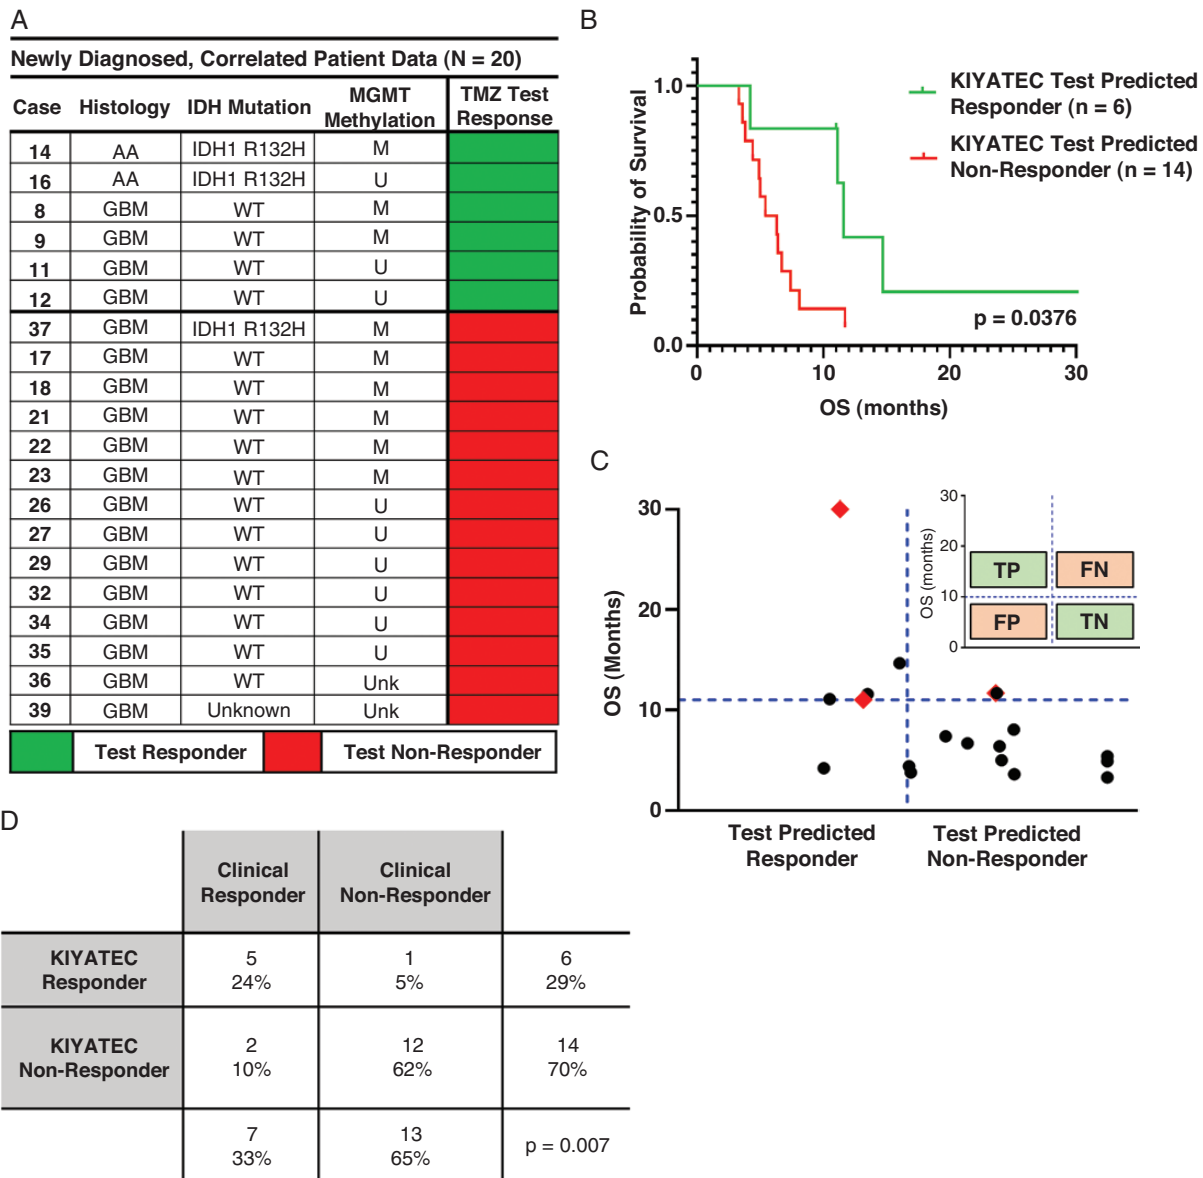 A
Newly Diagnosed, Correlated Patient Data (N = 20)
Case Histology IDH Mutation MGMT Methylation TMZ Test Response
14 AA IDH1 R132H M
16 AA IDH1 R132H U
8 GBM WT M
9 GBM WT M
11 GBM WT U
12 GBM WT U
37 GBM IDH1 R132H M
17 GBM WT M
18 GBM WT M
21 GBM WT M
22 GBM WT M
23 GBM WT M
26 GBM WT U
27 GBM WT U
29 GBM WT U
32 GBM WT U
34 GBM WT U
35 GBM WT U
36 GBM WT Unk
39 GBM Unknown Unk
Test Responder Test Non-Responder
B
Probability of Survival
1.0
0.5
0.0
0 10 20 30
OS (months)
KIYATEC Test Predicted
Responder (n = 6)
KIYATEC Test Predicted
Non-Responder (n = 14)
p = 0.0376
C
OS (Months)
30
20
10
0
Test Predicted
Responder
Test Predicted
Non-Responder
OS (months)
30
20
10
0
TP FN
FP TN
D
Clinical
Responder
Clinical
Non-Responder
KIYATEC
Responder
5
24%
1
5%
6
29%
KIYATEC
Non-Responder
2
10%
12
62%
14
70%
7
33%
13
65%
p = 0.007